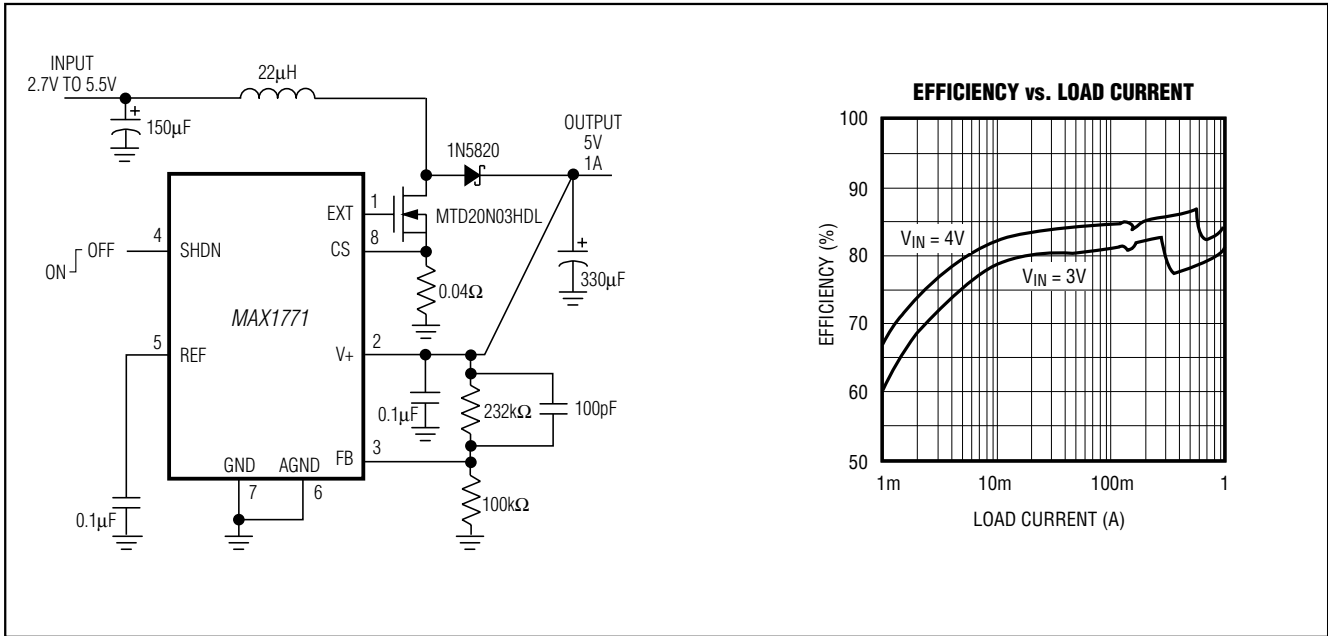 INPUT
2.7V TO 5.5V
22µH
+
150µF
OUTPUT
5V
1A
1N5820
1
EXT
MTD20N03HDL
8
CS
4
OFF
ON
SHDN
+
330µF
0.04Ω
MAX1771
5
REF
2
V+
0.1µF
232kΩ
100pF
3
FB
GND
AGND
7
6
0.1µF
100kΩ
EFFICIENCY vs. LOAD CURRENT
100
90
80
70
60
50
EFFICIENCY (%)
VIN = 4V
VIN = 3V
1m
10m
100m
1
LOAD CURRENT (A)